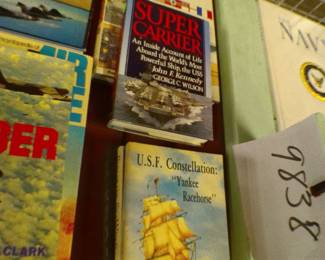 SUPER
CARRIER
An Inside Account of Life
Aboard the World's Most
Powerful Ship, the USS
John F. Kennedy
GEORGE C. WILSON
U.S.F. Constellation:
"Yankee
Racehorse"
BER
CLARK
AIR
NAV
9838